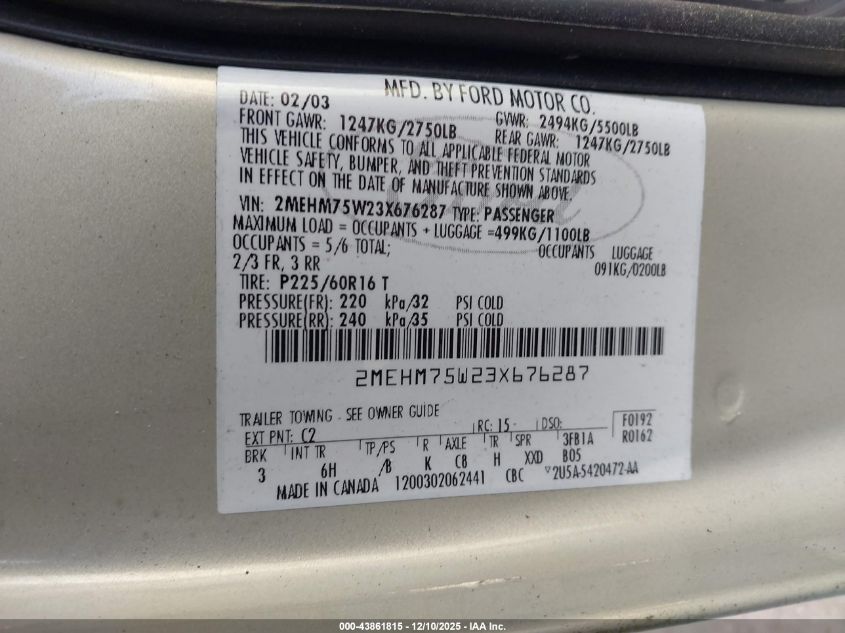 MFD. BY FORD MOTOR CO.
DATE: 02/03
GVWR: 2494KG/5500LB
FRONT GAWR: 1247KG/2750LB
REAR GAWR: 1247KG/2750LB
THIS VEHICLE CONFORMS TO ALL APPLICABLE FEDERAL MOTOR
VEHICLE SAFETY, BUMPER, AND THEFT PREVENTION STANDARDS
IN EFFECT ON THE DATE OF MANUFACTURE SHOWN ABOVE.
VIN: 2MEHM75W23X676287 TYPE: PASSENGER
MAXIMUM LOAD = OCCUPANTS + LUGGAGE =499KG/1100LB
OCCUPANTS = 5/6 TOTAL; OCCUPANTS LUGGAGE
2/3 FR, 3 RR 091KG/0200LB
TIRE: P225/60R16 T
PRESSURE(FR): 220 kPa/32 PSI COLD
PRESSURE(RR): 240 kPa/35 PSI COLD
2MEHM75W23X676287
TRAILER TOWING - SEE OWNER GUIDE
EXT PNT: C2 RC: 15 DSO: F0192
BRK INT TR TP/PS R AXLE TR SPR 3FB1A R0162
3 6H /B K CB H XXD B05
MADE IN CANADA 1200302062441 CBC V2U5A-5420472-AA
000-43861815 - 12/10/2025 - IAA Inc.